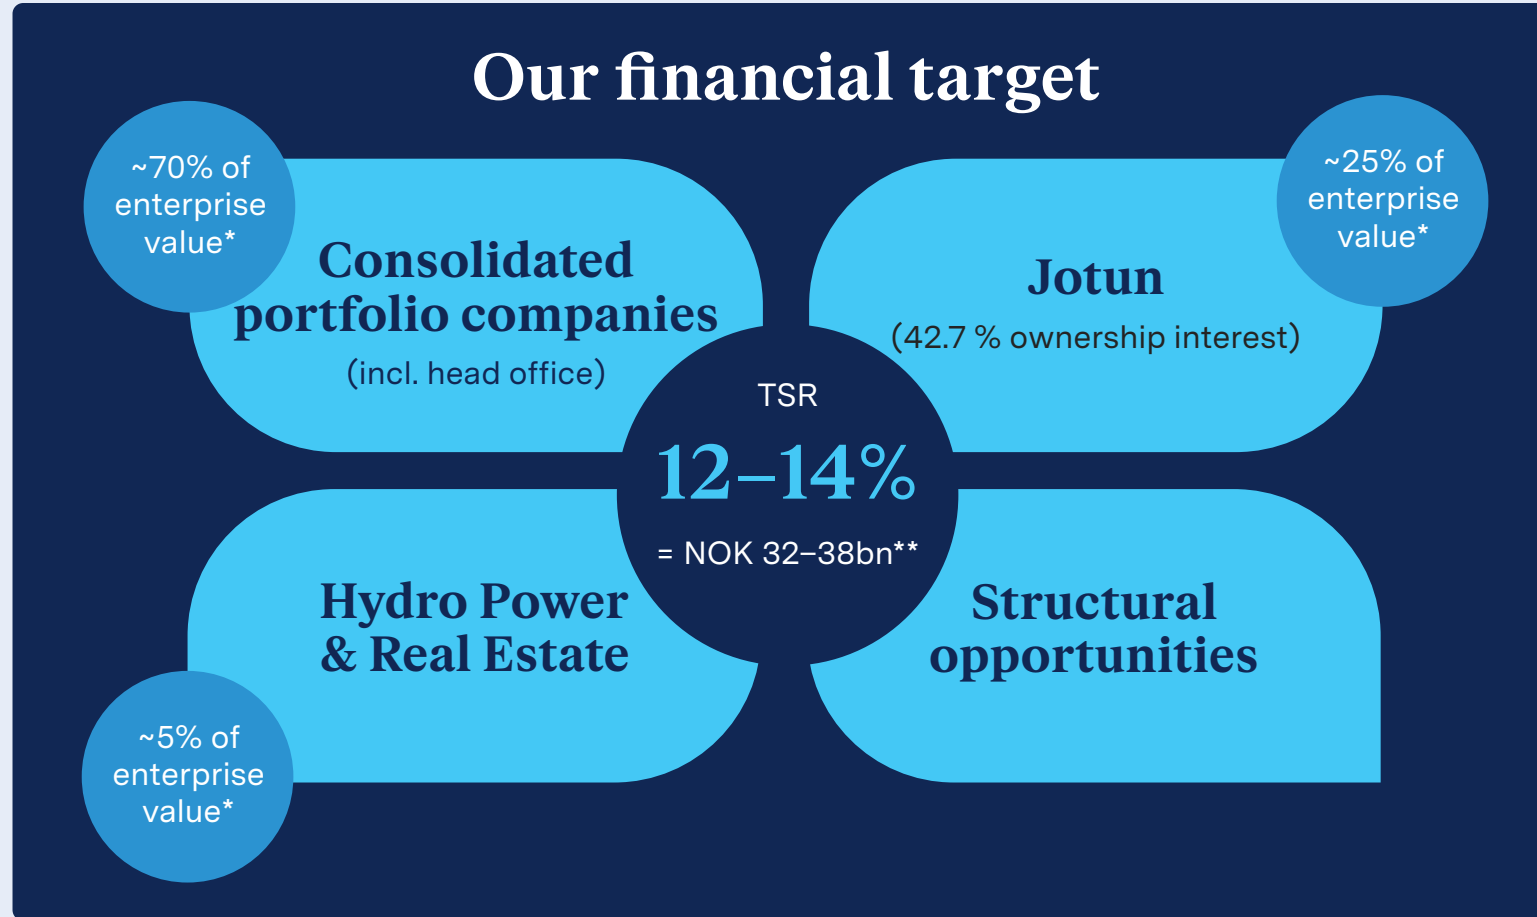 Our financial target
~70% of
enterprise
value*
Consolidated
portfolio companies
(incl. head office)
~25% of
enterprise
value*
Jotun
(42.7 % ownership interest)
TSR
12–14%
= NOK 32–38bn**
Hydro Power
& Real Estate
~5% of
enterprise
value*
Structural
opportunities